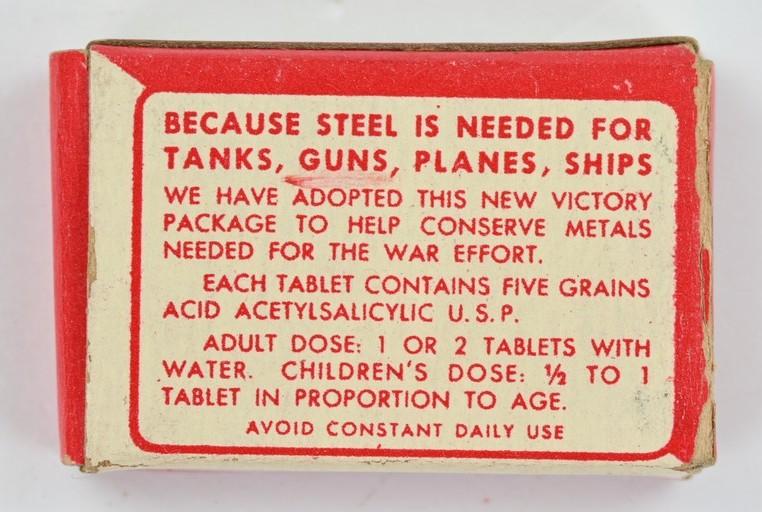 BECAUSE STEEL IS NEEDED FOR
TANKS, GUNS, PLANES, SHIPS
WE HAVE ADOPTED THIS NEW VICTORY
PACKAGE TO HELP CONSERVE METALS
NEEDED FOR THE WAR EFFORT.
EACH TABLET CONTAINS FIVE GRAINS
ACID ACETYLSALICYLIC U.S.P.
ADULT DOSE: 1 OR 2 TABLETS WITH
WATER. CHILDREN'S DOSE: ½ TO 1
TABLET IN PROPORTION TO AGE.
AVOID CONSTANT DAILY USE